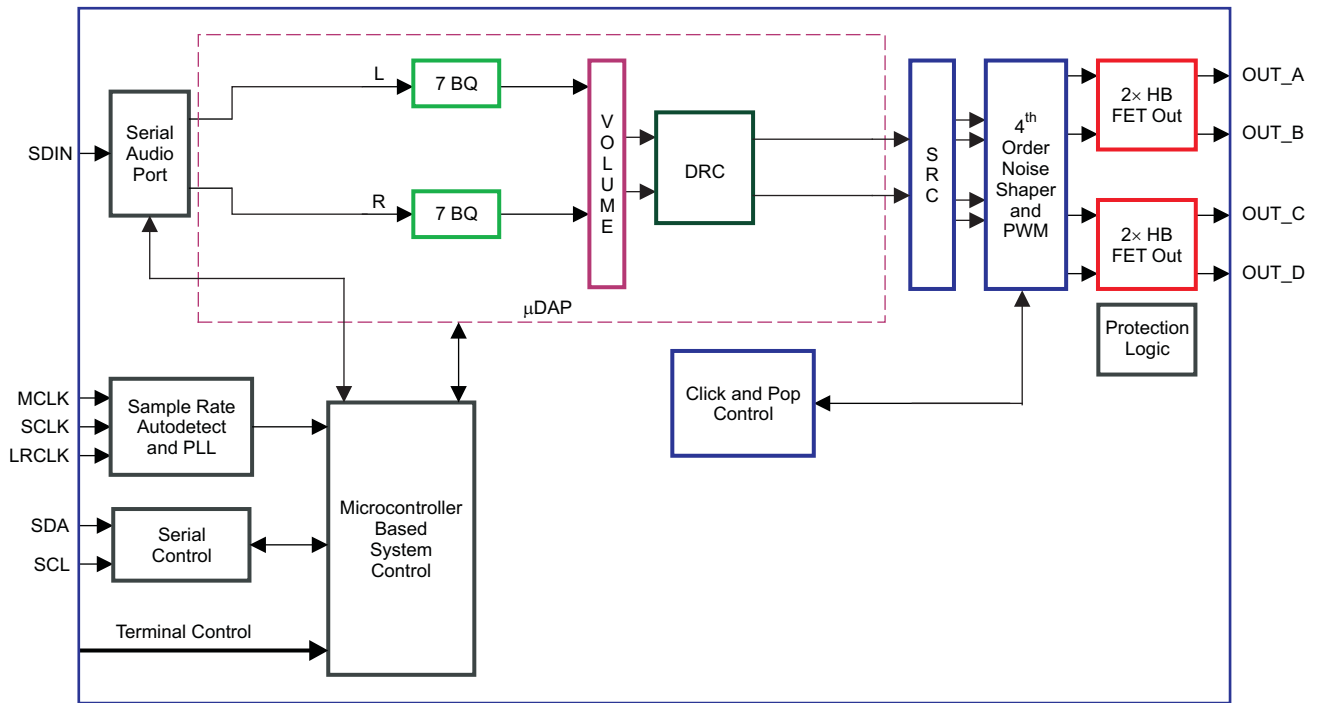 SDIN
Serial
Audio
Port
L
7 BQ
R
7 BQ
V
O
L
U
M
E
DRC
μDAP
S
R
C
4th
Order
Noise
Shaper
and
PWM
2× HB
FET Out
2× HB
FET Out
OUT_A
OUT_B
OUT_C
OUT_D
Protection
Logic
Click and Pop
Control
MCLK
SCLK
LRCLK
Sample Rate
Autodetect
and PLL
SDA
SCL
Serial
Control
Microcontroller
Based
System
Control
Terminal Control